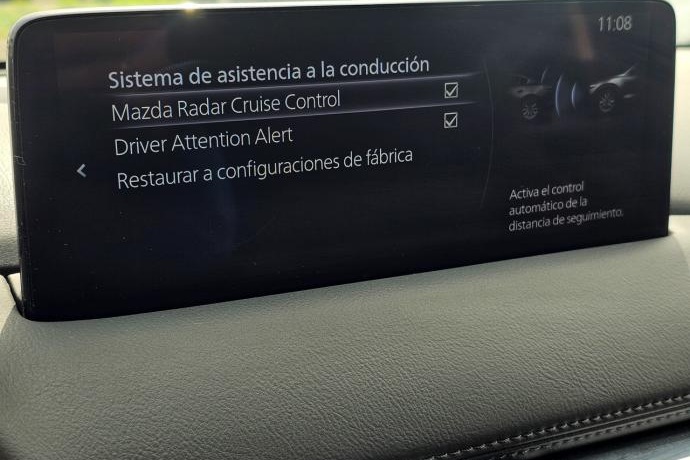 11:08
Sistema de asistencia a la conducción
Mazda Radar Cruise Control
Driver Attention Alert
Restaurar a configuraciones de fábrica
Activa el control
automático de la
distancia de seguimiento.